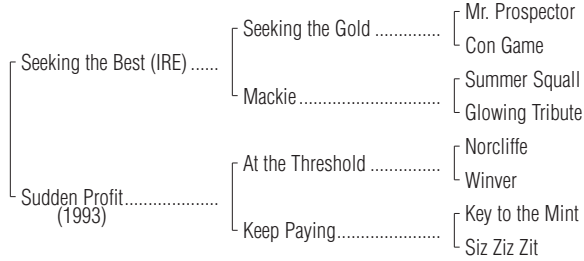 Mr. Prospector
Seeking the Gold ..............
Con Game
Seeking the Best (IRE) ......
Summer Squall
Mackie..............................
Glowing Tribute
Norcliffe
At the Threshold ...............
Winver
Sudden Profit....................
(1993)
Key to the Mint
Keep Paying......................
Siz Ziz Zit